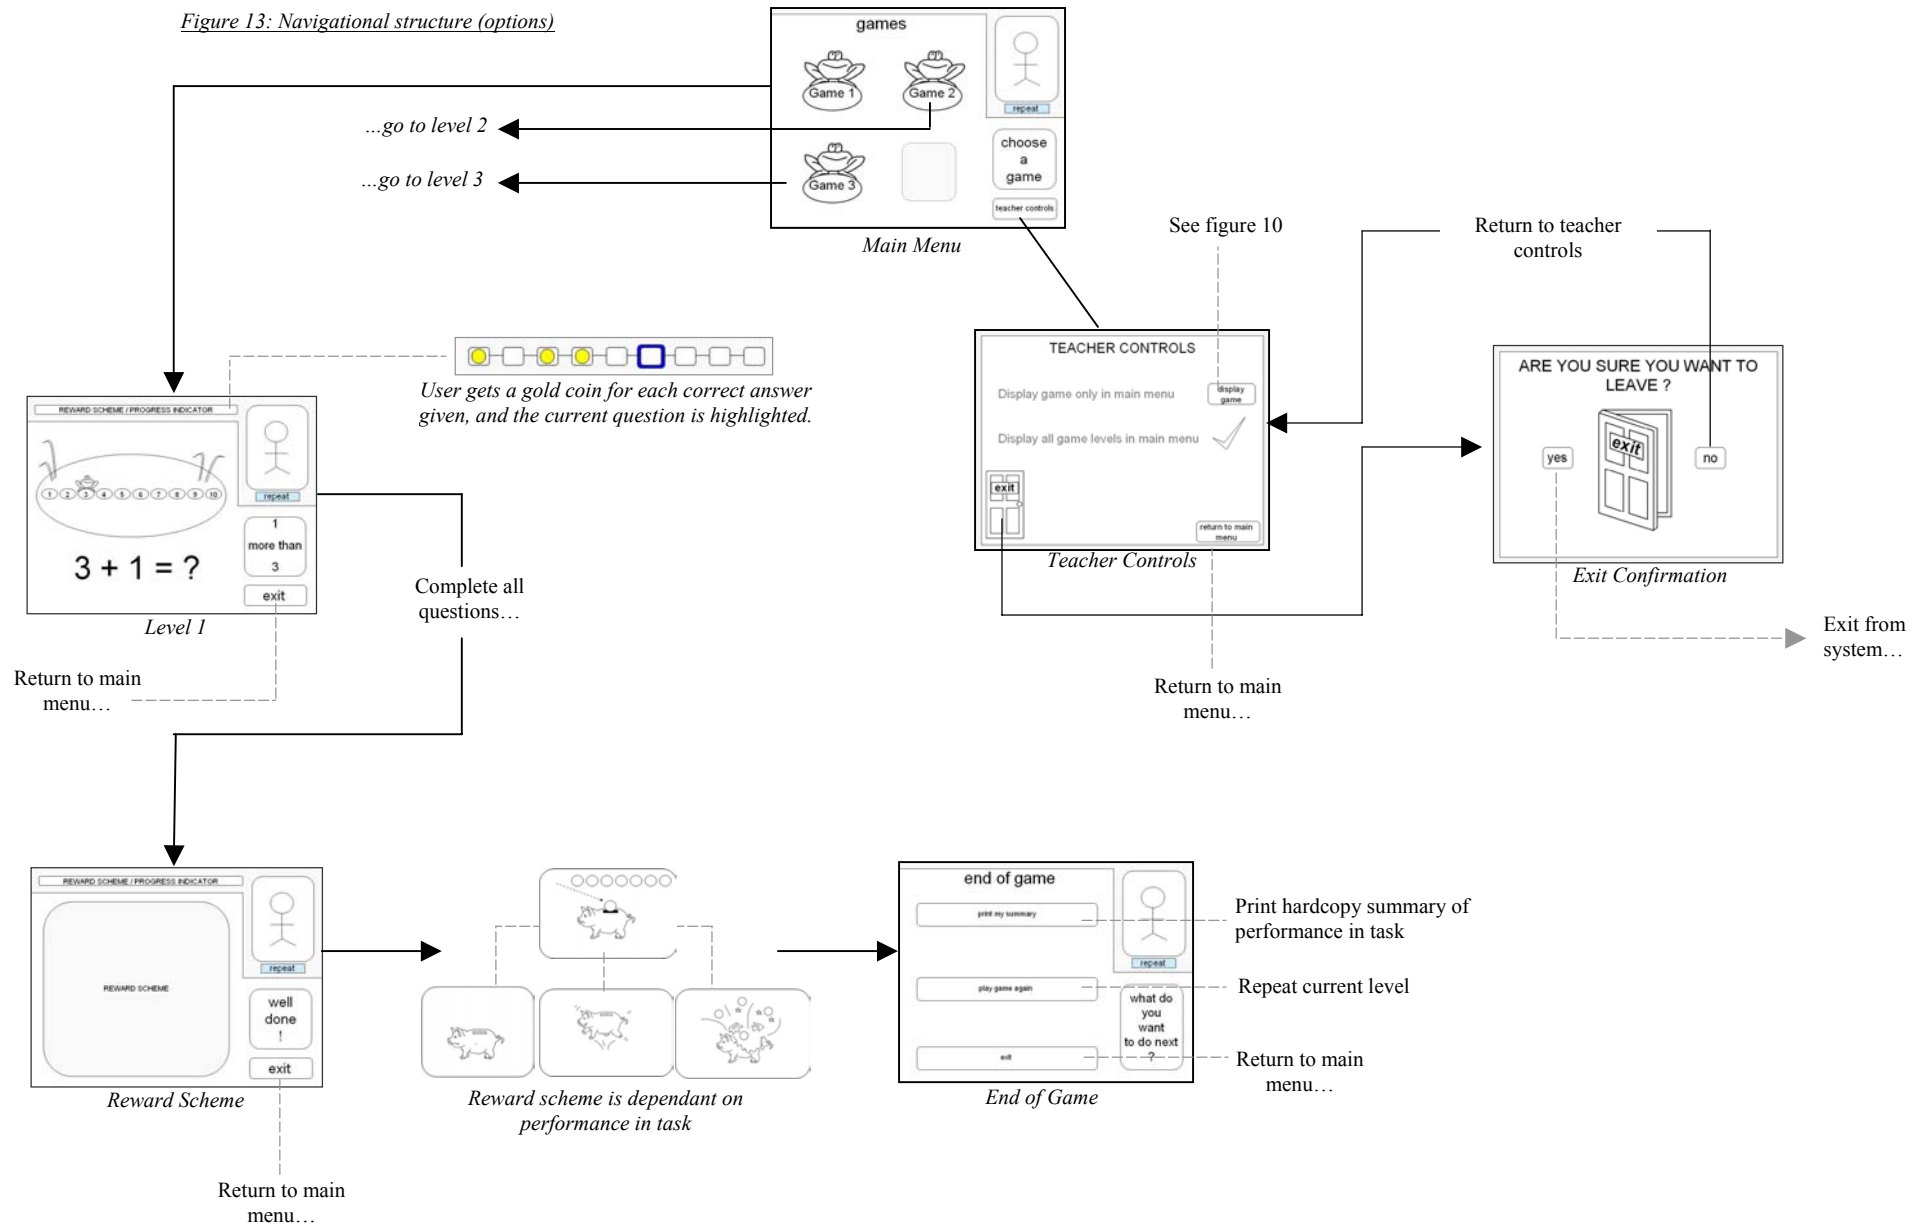 Figure 13: Navigational structure (options)
games
Game 1
Game 2
repeat
...go to level 2
choose
a
game
...go to level 3
Game 3
teacher controls
Main Menu
See figure 10
Return to teacher
controls
TEACHER CONTROLS
Display game only in main menu
display
game
Display all game levels in main menu
exit
return to main
menu
Teacher Controls
ARE YOU SURE YOU WANT TO
LEAVE ?
exit
yes
no
Exit Confirmation
User gets a gold coin for each correct answer
given, and the current question is highlighted.
REWARD SCHEME / PROGRESS INDICATOR
1 2 3 4 5 6 7 8 9 10
repeat
1
more than
3
3 + 1 = ?
exit
Level 1
Complete all
questions…
Exit from
system…
Return to main
menu…
Return to main
menu…
REWARD SCHEME / PROGRESS INDICATOR
repeat
REWARD SCHEME
well
done
!
exit
Reward Scheme
Reward scheme is dependant on
performance in task
end of game
print my summary
repeat
play game again
what do
you
want
to do next
?
exit
End of Game
Print hardcopy summary of
performance in task
Repeat current level
Return to main
menu…
Return to main
menu…